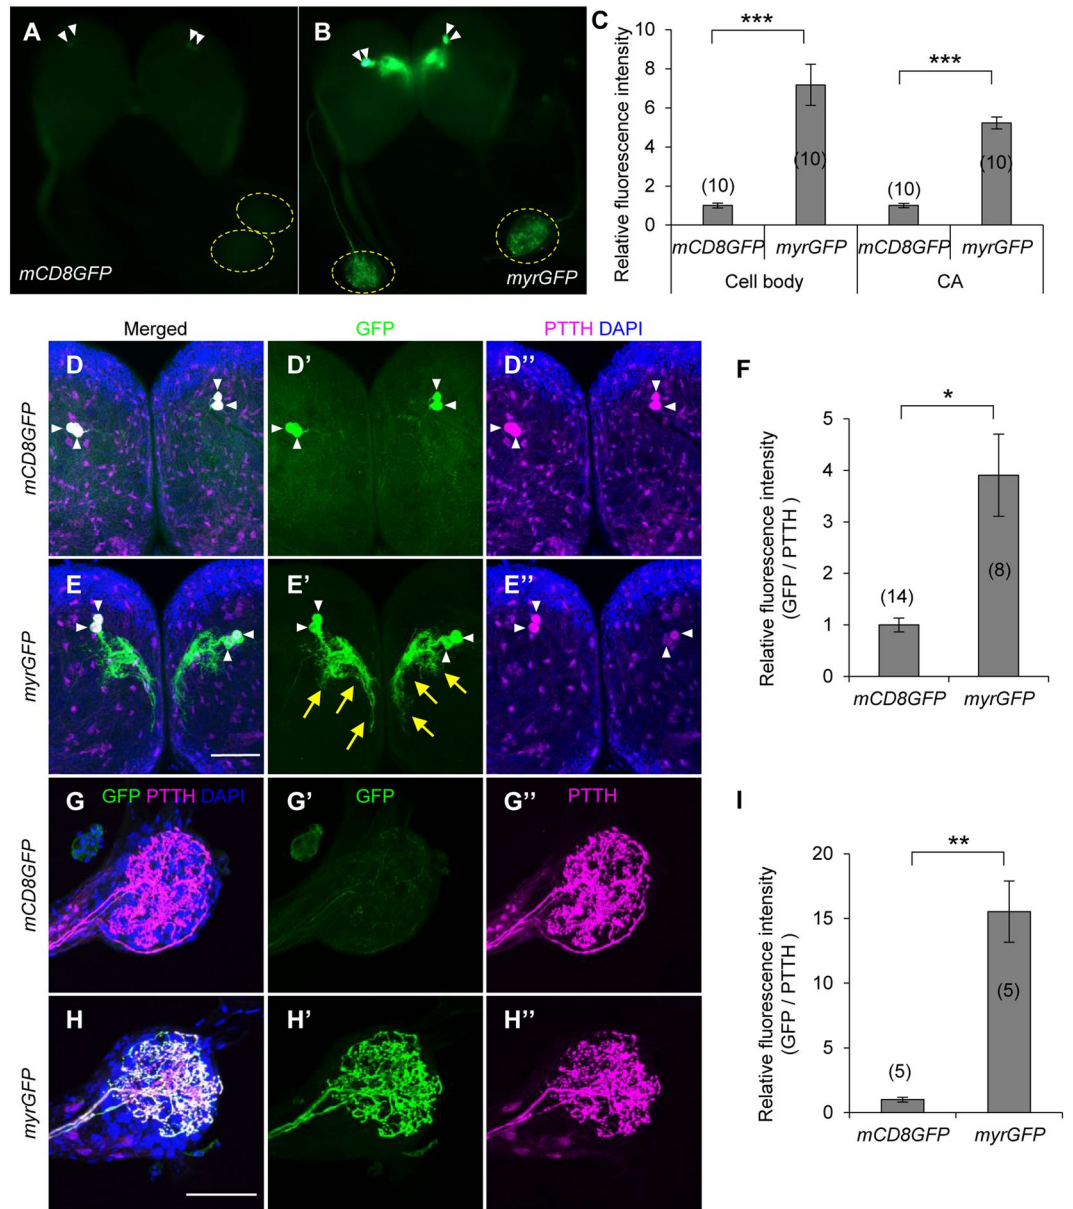 A
B
mCD8GFP
myrGFP
C
Relative fluorescence intensity
10
8
6
4
2
0
***
***
(10)
(10)
(10)
(10)
mCD8GFP myrGFP mCD8GFP myrGFP
Cell body CA
Merged GFP PTTH DAPI
mCD8GFP
D D' D''
myrGFP
E E' E''
F
Relative fluorescence intensity
(GFP / PTTH )
5
4
3
2
1
0
*
(14)
(8)
mCD8GFP myrGFP
mCD8GFP
G GFP PTTH DAPI G' GFP G'' PTTH
myrGFP
H H' H''
I
Relative fluorescence intensity
(GFP / PTTH )
20
15
10
5
0
**
(5)
(5)
mCD8GFP myrGFP